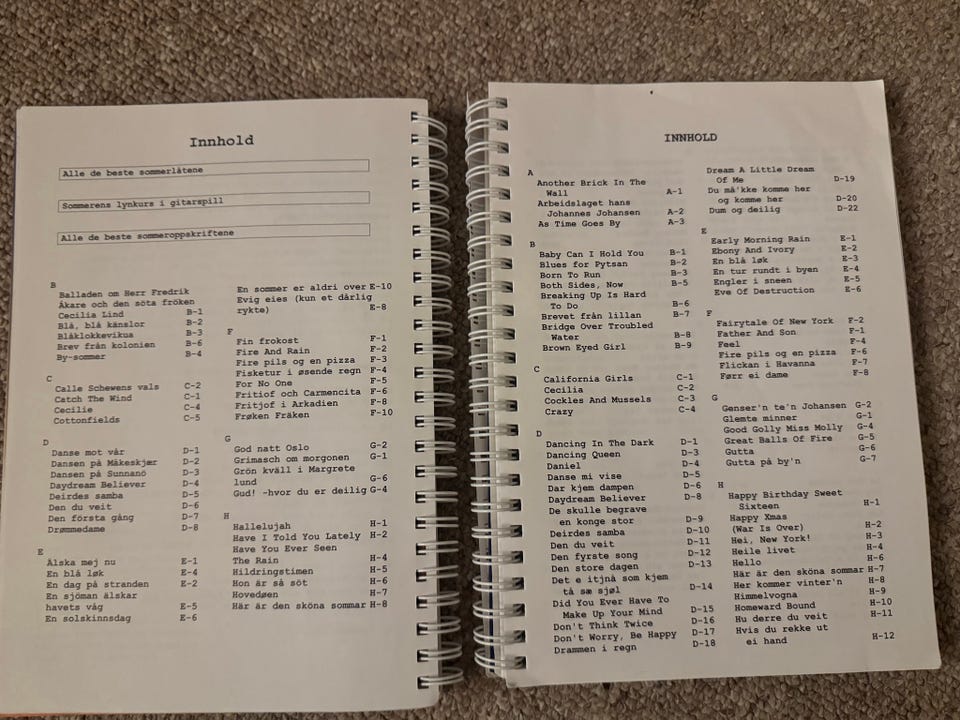 Innhold
Alle de beste sommerlåtene
Sommerens lynkurs i gitarspill
Alle de beste sommeroppskriftene
B
Balladen om Herr Fredrik
Åkare och den söta fröken
Cecilia Lind B-1
Blå, blå känslor B-2
Blåklokkevikua B-3
Brev från kolonien B-6
By-sommer B-4
C
Calle Schewens vals C-2
Catch The Wind C-1
Cecilie C-4
Cottonfields C-5
D
Danse mot vår D-1
Dansen på Måkeskjær D-2
Dansen på Sunnanö D-3
Daydream Believer D-4
Deirdes samba D-5
Den du veit D-6
Den första gång D-7
Drømmedame D-8
E
Älska mej nu E-1
En blå løk E-4
En dag på stranden E-2
En sjöman älskar
havets våg E-5
En solskinnsdag E-6
En sommer er aldri over E-10
Evig eies (kun et dårlig
rykte) E-8
F
Fin frokost F-1
Fire And Rain F-2
Fire pils og en pizza F-3
Fisketur i øsende regn F-4
For No One F-5
Fritiof och Carmencita F-6
Fritjof i Arkadien F-8
Frøken Fräken F-10
G
God natt Oslo G-2
Grimasch om morgonen G-1
Grön kväll i Margrete
lund G-6
Gud! -hvor du er deilig G-4
H
Hallelujah H-1
Have I Told You Lately H-2
Have You Ever Seen
The Rain H-4
Hildringstimen H-5
Hon är så söt H-6
Hovedøen H-7
Här är den sköna sommar H-8
INNHOLD
A
Another Brick In The
Wall A-1
Arbeidslaget hans
Johannes Johansen A-2
As Time Goes By A-3
B
Baby Can I Hold You B-1
Blues for Pytsan B-2
Born To Run B-3
Both Sides, Now B-5
Breaking Up Is Hard
To Do B-6
Brevet från lillan B-7
Bridge Over Troubled
Water B-8
Brown Eyed Girl B-9
C
California Girls C-1
Cecilia C-2
Cockles And Mussels C-3
Crazy C-4
D
Dancing In The Dark D-1
Dancing Queen D-3
Daniel D-4
Danse mi vise D-5
Dar kjem dampen D-6
Daydream Believer D-8
De skulle begrave
en konge stor D-9
Deirdes samba D-10
Den du veit D-11
Den fyrste song D-12
Den store dagen D-13
Det e itjnå som kjem
tå sæ sjøl D-14
Did You Ever Have To
Make Up Your Mind D-15
Don't Think Twice D-16
Don't Worry, Be Happy D-17
Drammen i regn D-18
Dream A Little Dream
Of Me D-19
Du må'kke komme her
og komme her D-20
Dum og deilig D-22
E
Early Morning Rain E-1
Ebony And Ivory E-2
En blå løk E-3
En tur rundt i byen E-4
Engler i sneen E-5
Eve Of Destruction E-6
F
Fairytale Of New York F-2
Father And Son F-1
Feel F-4
Fire pils og en pizza F-6
Flickan i Havanna F-7
Førr ei dame F-8
G
Genser'n te'n Johansen G-2
Glemte minner G-1
Good Golly Miss Molly G-4
Great Balls Of Fire G-5
Gutta G-6
Gutta på by'n G-7
H
Happy Birthday Sweet
Sixteen H-1
Happy Xmas
(War Is Over) H-2
Hei, New York! H-3
Heile livet H-4
Hello H-6
Här är den sköna sommar H-7
Her kommer vinter'n H-8
Himmelvogna H-9
Homeward Bound H-10
Hu derre du veit H-11
Hvis du rekke ut
ei hand H-12